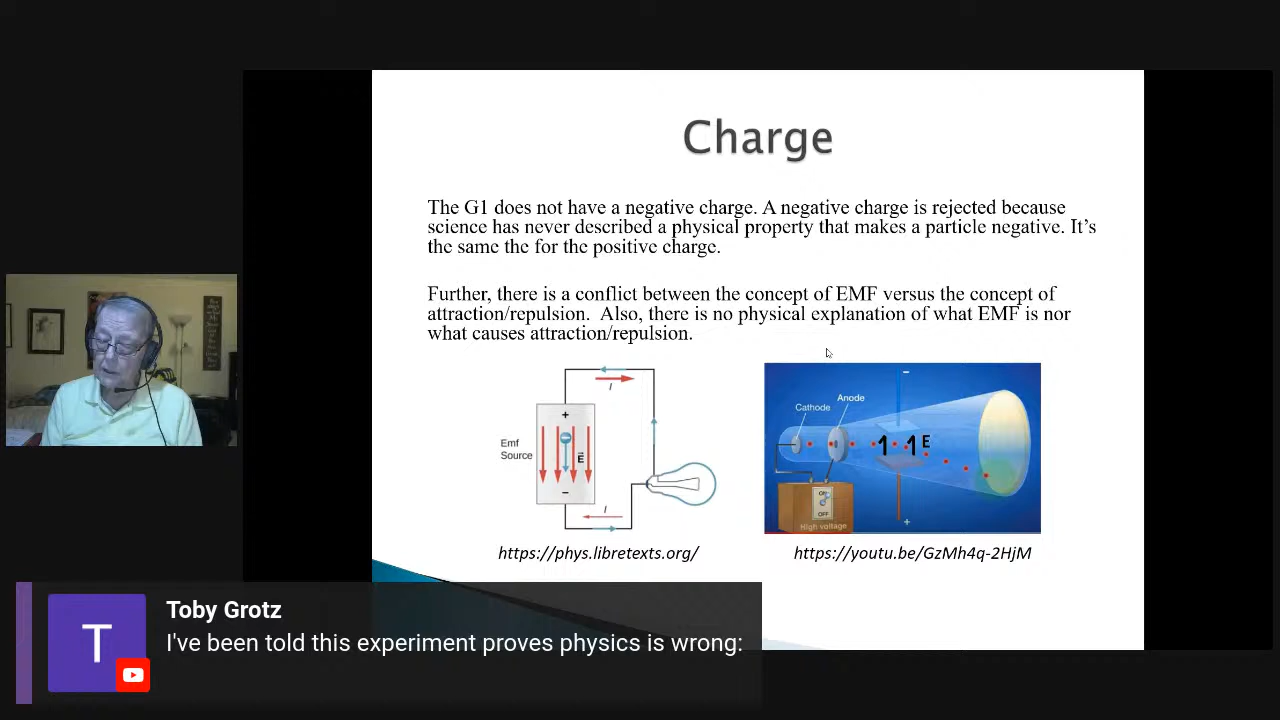 Charge
The G1 does not have a negative charge. A negative charge is rejected because
science has never described a physical property that makes a particle negative. It's
the same the for the positive charge.
Further, there is a conflict between the concept of EMF versus the concept of
attraction/repulsion.  Also, there is no physical explanation of what EMF is nor
what causes attraction/repulsion.
I
+
Emf
Source
E
−
I
−
Cathode
Anode
E
ON
OFF
High voltage
+
https://phys.libretexts.org/
https://youtu.be/GzMh4q-2HjM
T
Toby Grotz
I've been told this experiment proves physics is wrong: